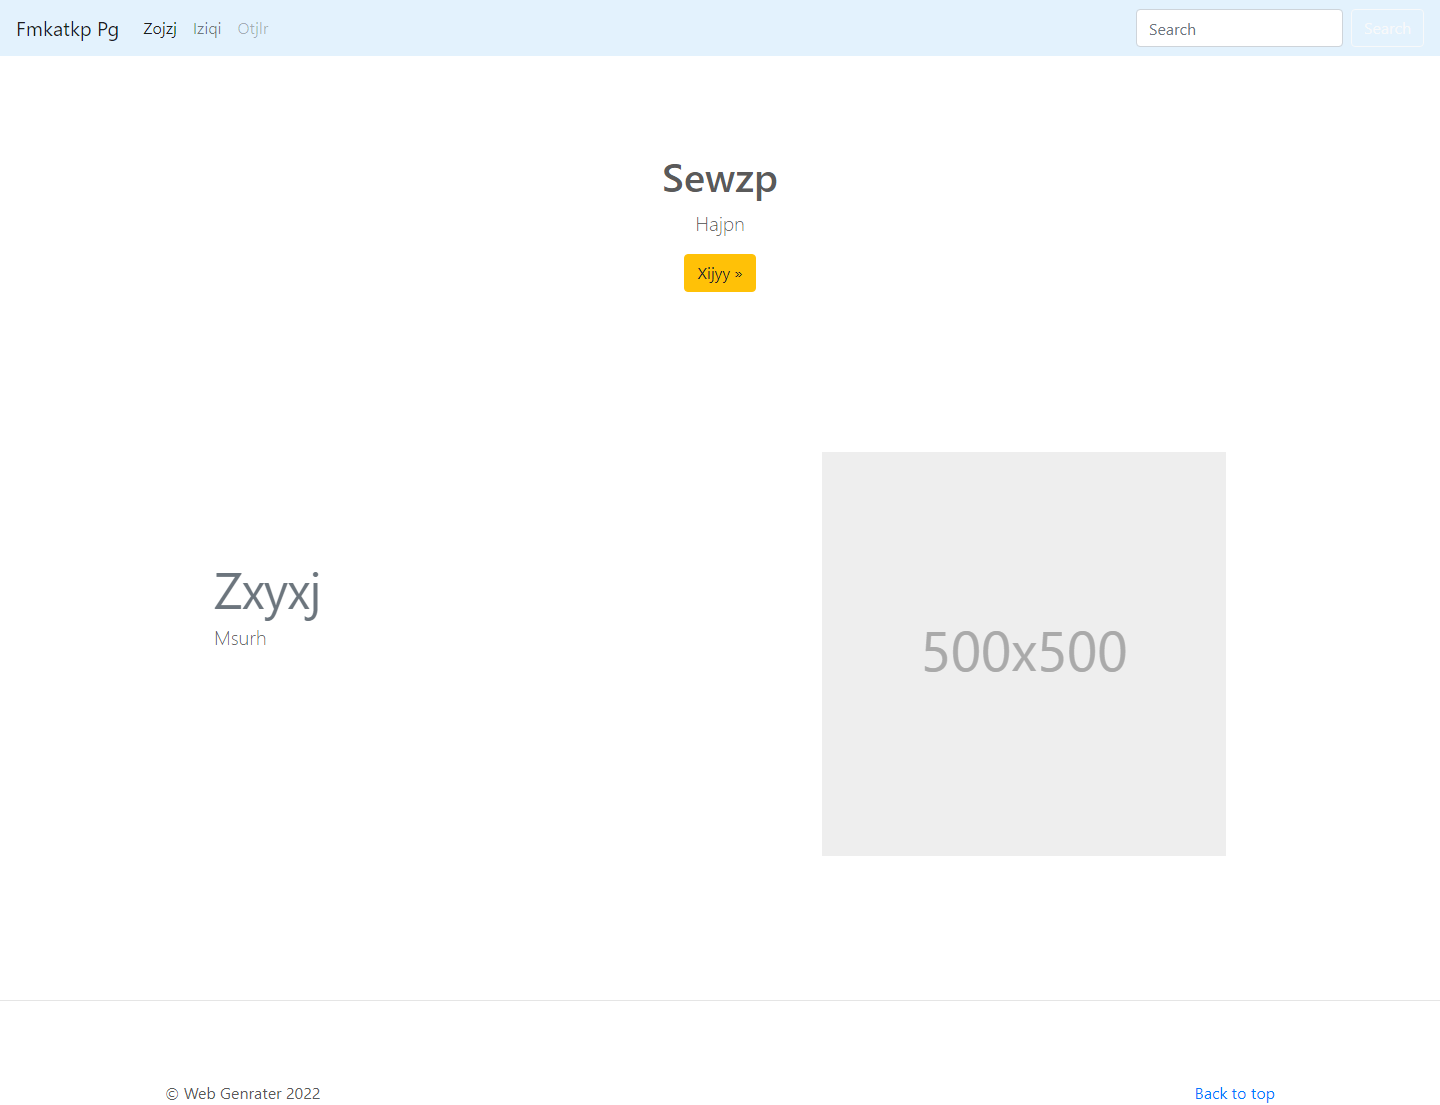 Fmkatkp Pg Zojzj Iziqi Otjlr Search Search
Sewzp
Hajpn
Xijyy »
Zxyxj
Msurh
500x500
© Web Genrater 2022 Back to top